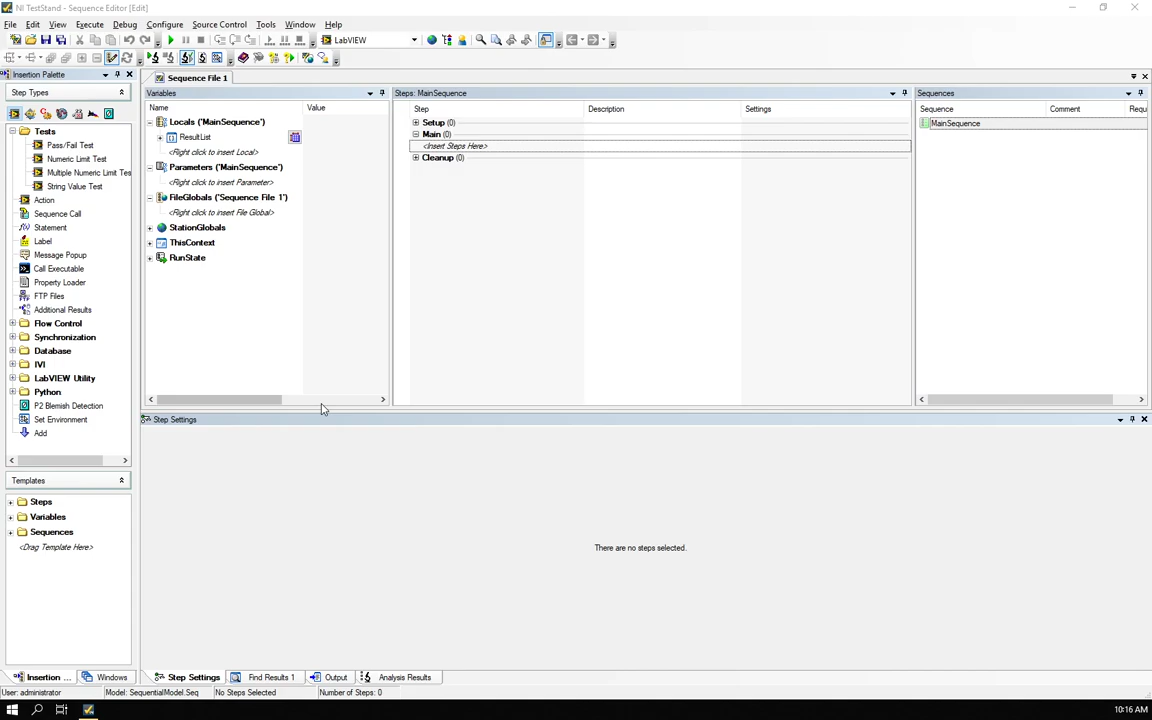 NI TestStand - Sequence Editor [Edit]
File Edit View Execute Debug Configure Source Control Tools Window Help
LabVIEW
Insertion Palette
Step Types
Tests
Pass/Fail Test
Numeric Limit Test
Multiple Numeric Limit Tes
String Value Test
Action
Sequence Call
Statement
Label
Message Popup
Call Executable
Property Loader
FTP Files
Additional Results
Flow Control
Synchronization
Database
IVI
LabVIEW Utility
Python
P2 Blemish Detection
Set Environment
Add
Templates
Steps
Variables
Sequences
<Drag Template Here>
Insertion ... Windows
Sequence File 1
Variables
Name Value
Locals ('MainSequence')
ResultList
<Right click to insert Local>
Parameters ('MainSequence')
<Right click to insert Parameter>
FileGlobals ('Sequence File 1')
<Right click to insert File Global>
StationGlobals
ThisContext
RunState
Steps: MainSequence
Step Description Settings
Setup (0)
Main (0)
<Insert Steps Here>
Cleanup (0)
Sequences
Sequence Comment Requ
MainSequence
Step Settings
There are no steps selected.
Step Settings Find Results 1 Output Analysis Results
User: administrator Model: SequentialModel.Seq No Steps Selected Number of Steps: 0
10:16 AM